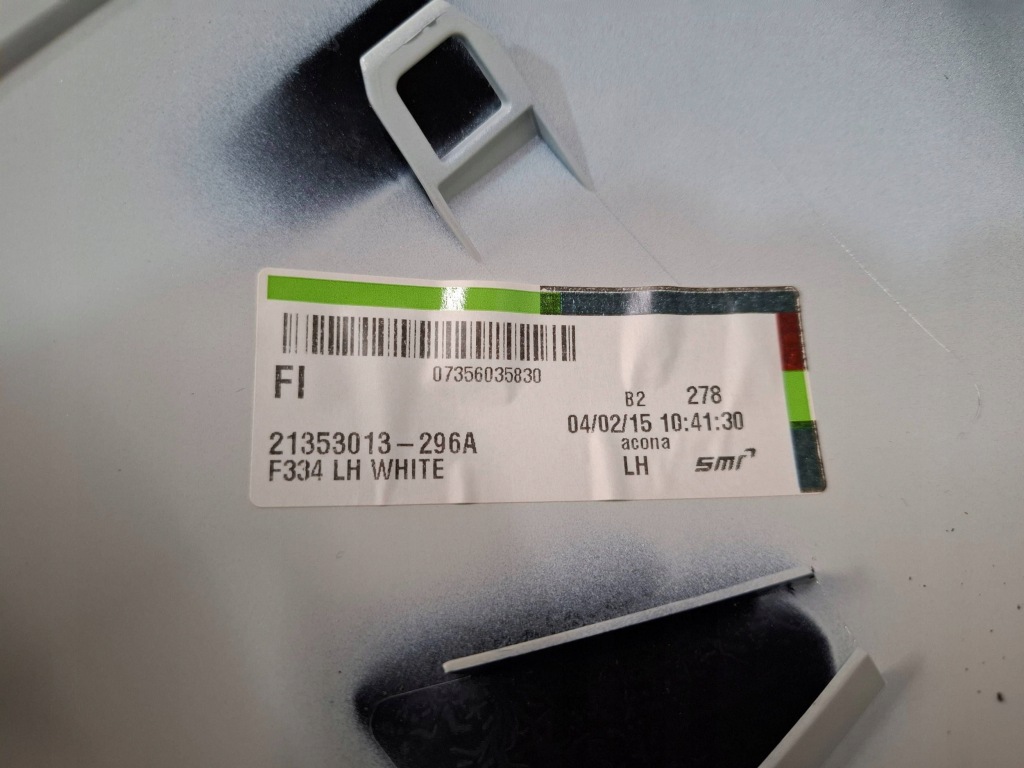 07356035830
FI
B2 278
04/02/15 10:41:30
21353013-296A
acona
F334 LH WHITE
LH smr